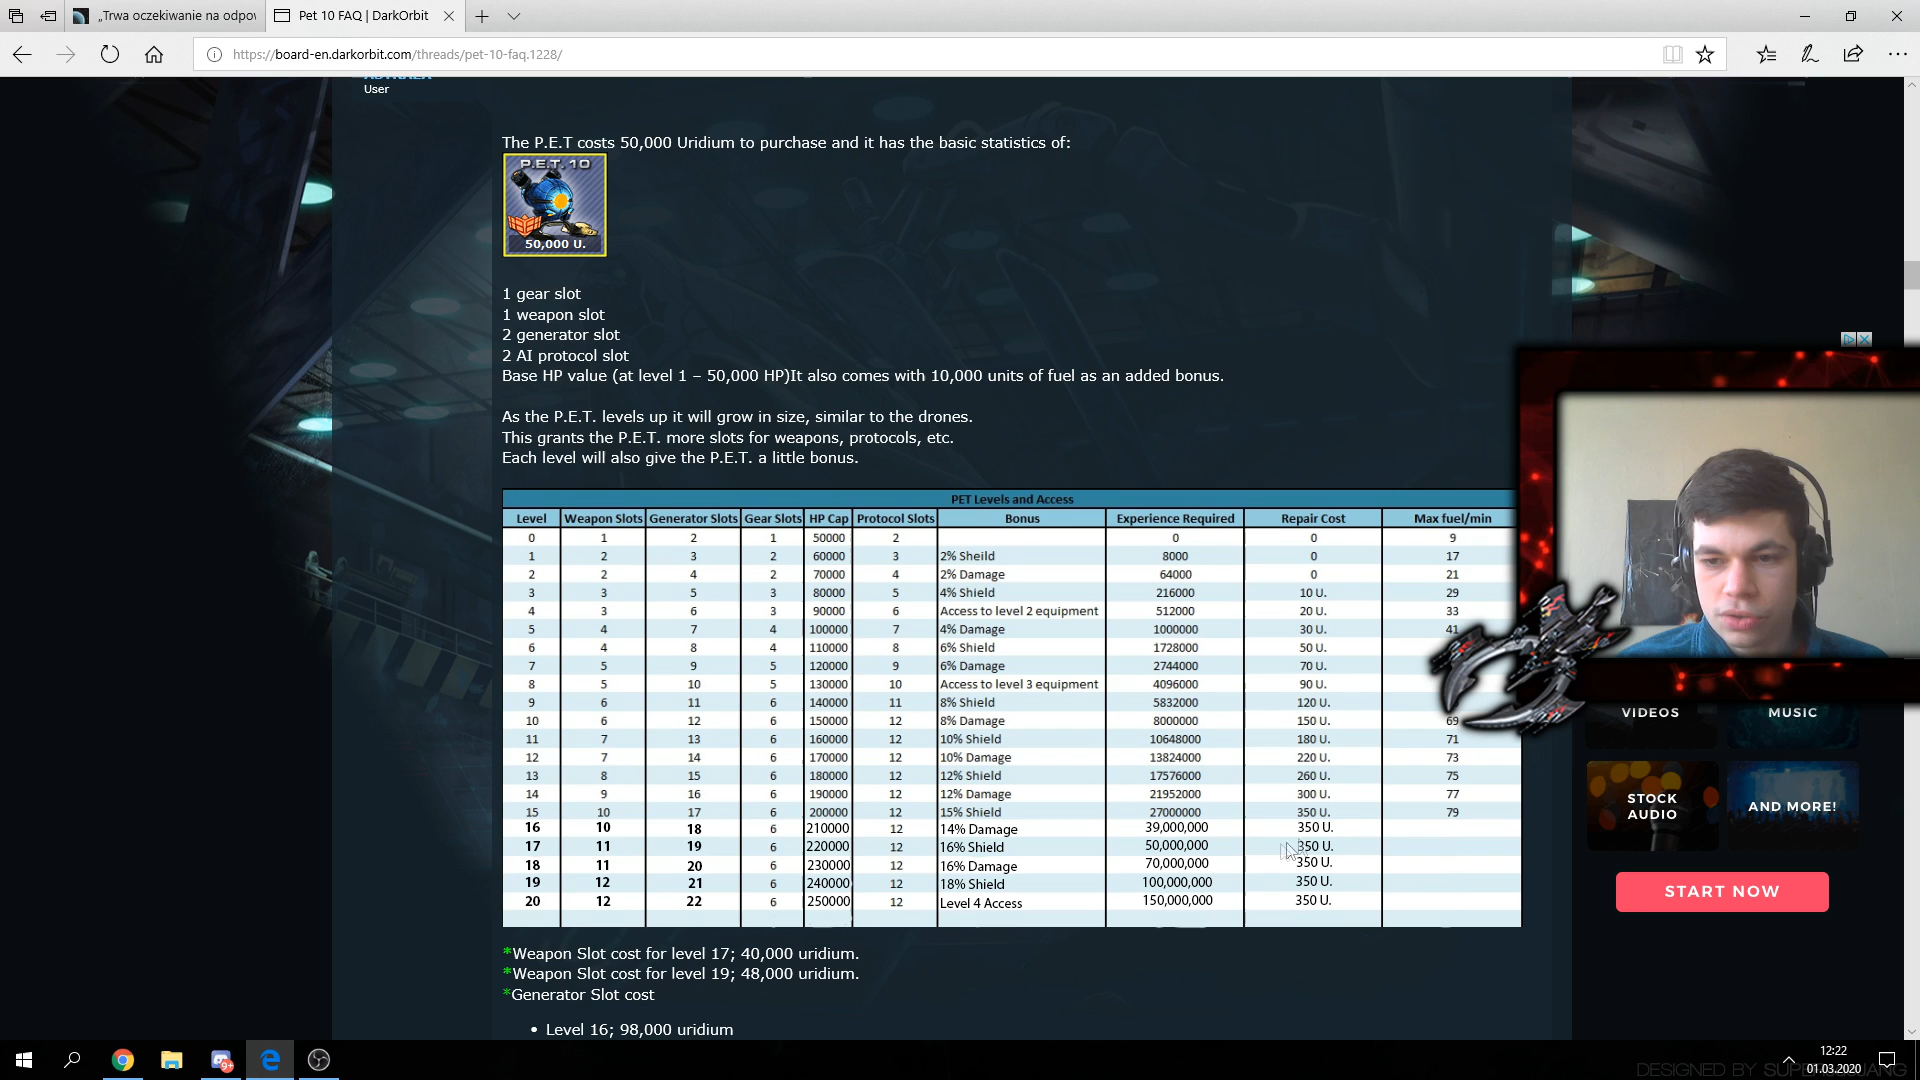 „Trwa oczekiwanie na odpov
Pet 10 FAQ | DarkOrbit
https://board-en.darkorbit.com/threads/pet-10-faq.1228/
User
The P.E.T costs 50,000 Uridium to purchase and it has the basic statistics of:
P.E.T. 10
50,000 U.
1 gear slot
1 weapon slot
2 generator slot
2 AI protocol slot
Base HP value (at level 1 – 50,000 HP)It also comes with 10,000 units of fuel as an added bonus.
As the P.E.T. levels up it will grow in size, similar to the drones.
This grants the P.E.T. more slots for weapons, protocols, etc.
Each level will also give the P.E.T. a little bonus.
PET Levels and Access
Level Weapon Slots Generator Slots Gear Slots HP Cap Protocol Slots Bonus Experience Required Repair Cost Max fuel/min
0 1 2 1 50000 2 0 0 9
1 2 3 2 60000 3 2% Sheild 8000 0 17
2 2 4 2 70000 4 2% Damage 64000 0 21
3 3 5 3 80000 5 4% Shield 216000 10 U. 29
4 3 6 3 90000 6 Access to level 2 equipment 512000 20 U. 33
5 4 7 4 100000 7 4% Damage 1000000 30 U. 41
6 4 8 4 110000 8 6% Shield 1728000 50 U.
7 5 9 5 120000 9 6% Damage 2744000 70 U.
8 5 10 5 130000 10 Access to level 3 equipment 4096000 90 U.
9 6 11 6 140000 11 8% Shield 5832000 120 U.
10 6 12 6 150000 12 8% Damage 8000000 150 U. 69
11 7 13 6 160000 12 10% Shield 10648000 180 U. 71
12 7 14 6 170000 12 10% Damage 13824000 220 U. 73
13 8 15 6 180000 12 12% Shield 17576000 260 U. 75
14 9 16 6 190000 12 12% Damage 21952000 300 U. 77
15 10 17 6 200000 12 15% Shield 27000000 350 U. 79
16 10 18 6 210000 12 14% Damage 39,000,000 350 U.
17 11 19 6 220000 12 16% Shield 50,000,000 350 U.
18 11 20 6 230000 12 16% Damage 70,000,000 350 U.
19 12 21 6 240000 12 18% Shield 100,000,000 350 U.
20 12 22 6 250000 12 Level 4 Access 150,000,000 350 U.
*Weapon Slot cost for level 17; 40,000 uridium.
*Weapon Slot cost for level 19; 48,000 uridium.
*Generator Slot cost
• Level 16; 98,000 uridium
VIDEOS
MUSIC
STOCK
AUDIO
AND MORE!
START NOW
9+
12:22
01.03.2020
DESIGNED BY